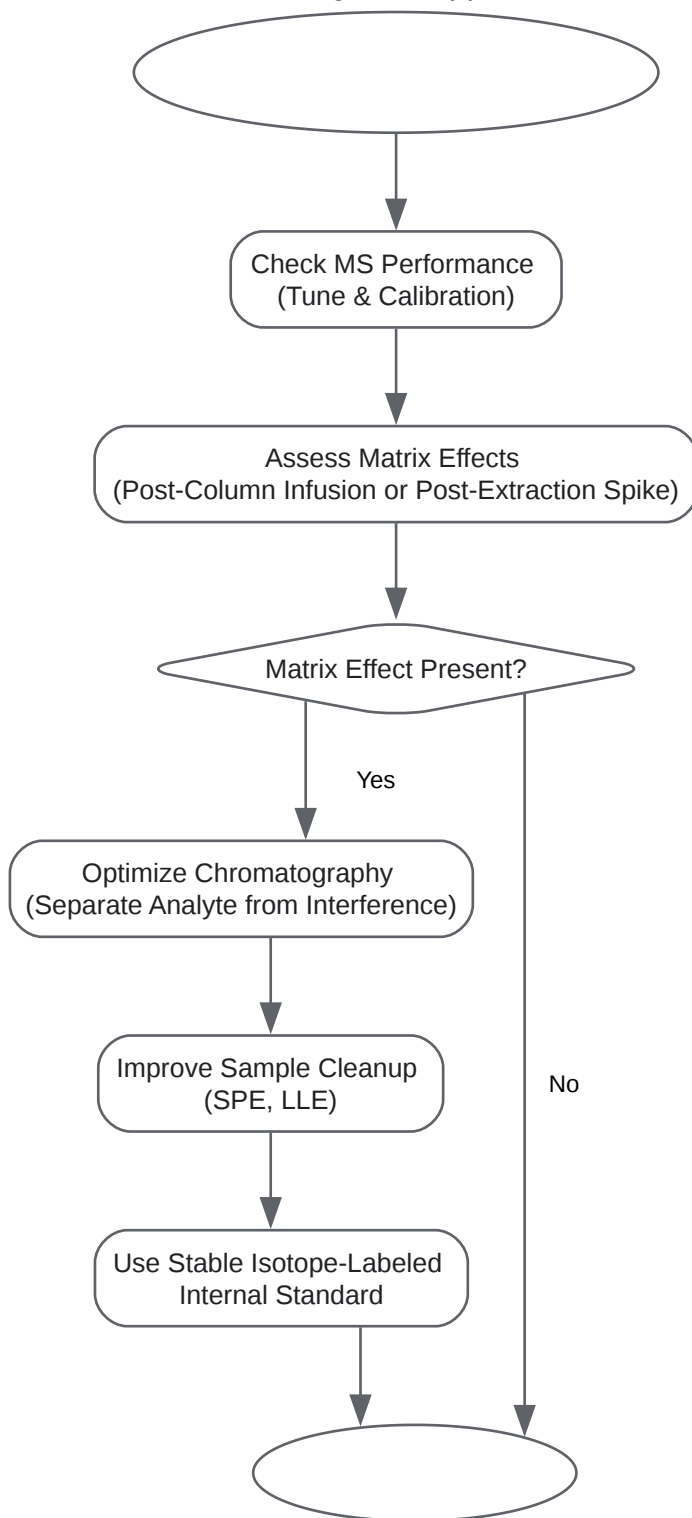 Check MS Performance
(Tune & Calibration)
Assess Matrix Effects
(Post-Column Infusion or Post-Extraction Spike)
Matrix Effect Present?
Yes
Optimize Chromatography
(Separate Analyte from Interference)
Improve Sample Cleanup
(SPE, LLE)
No
Use Stable Isotope-Labeled
Internal Standard